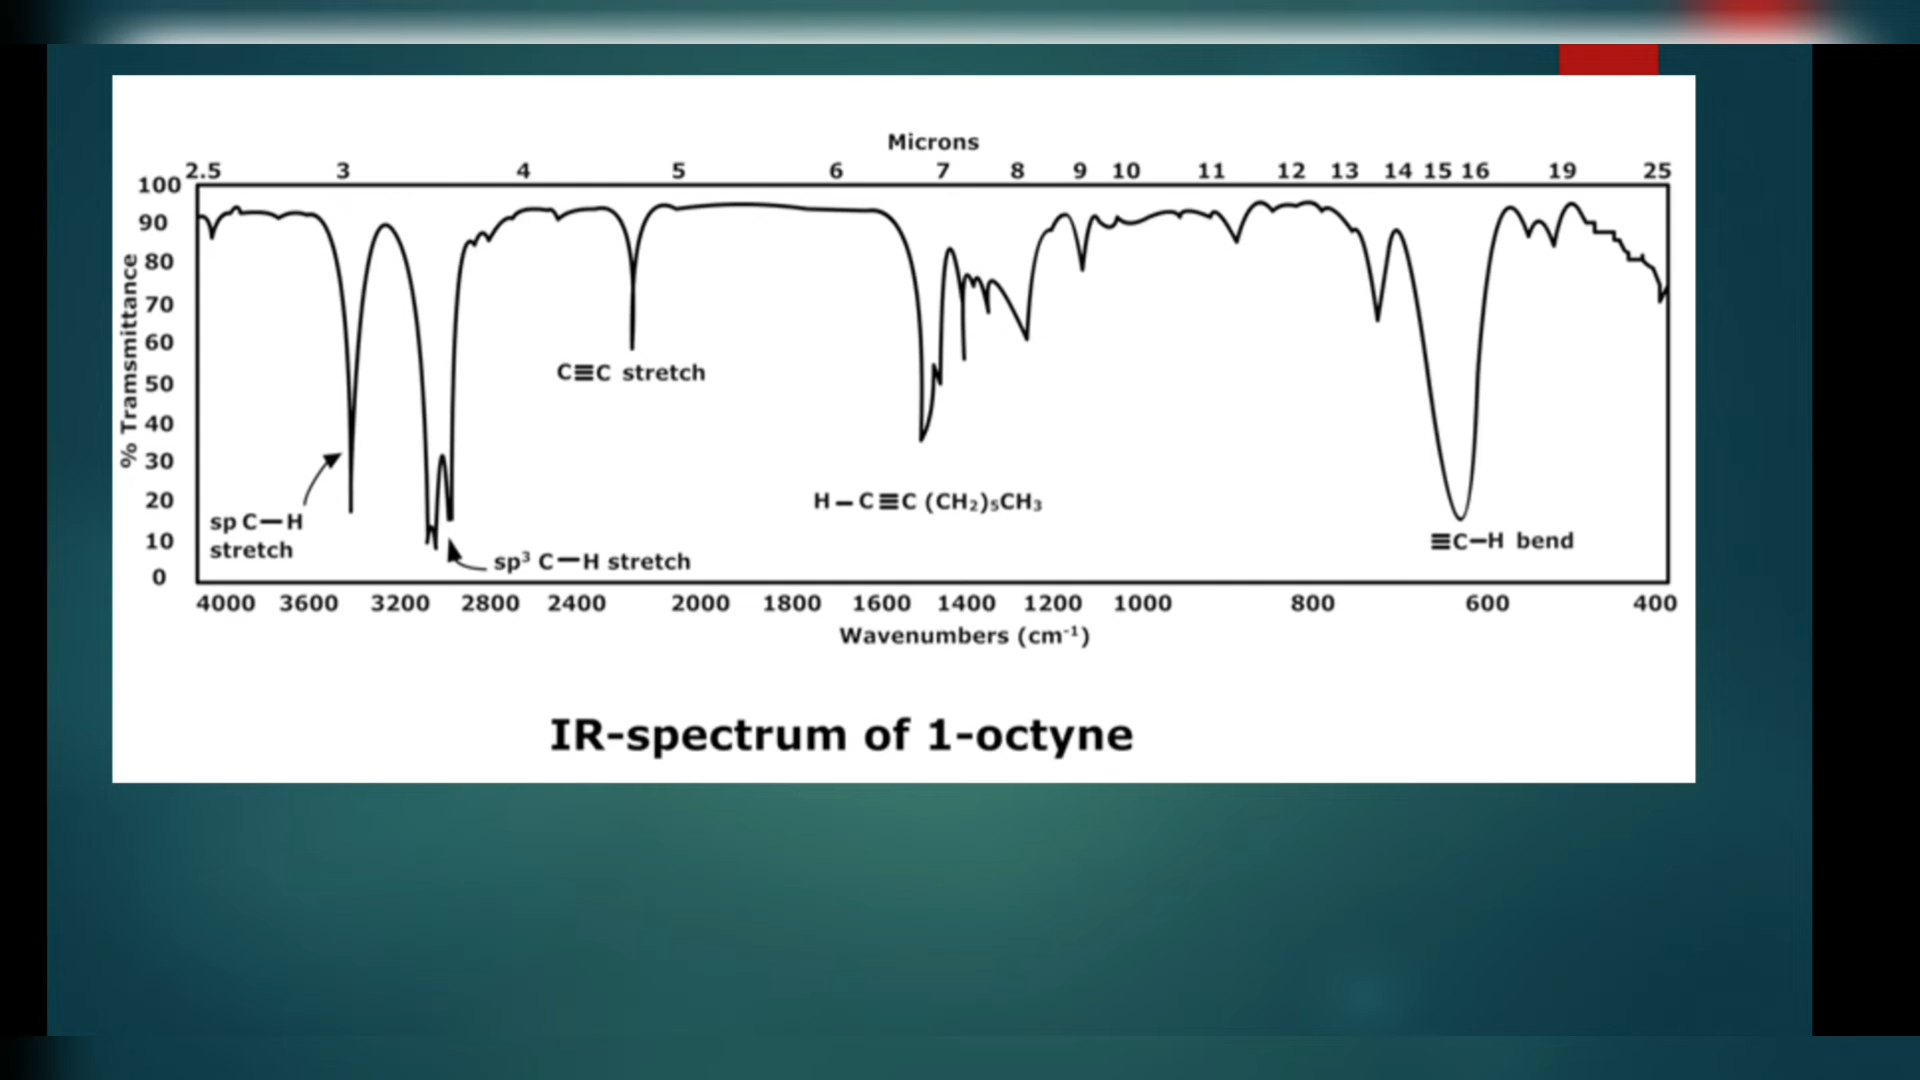 Microns
2.5 3 4 5 6 7 8 9 10 11 12 13 14 15 16 19 25
% Tramsmittance
100
90
80
70
60
50
40
30
20
10
0
C≡C stretch
H – C≡C (CH₂)₅CH₃
sp C—H
stretch
sp³ C—H stretch
≡C—H bend
4000 3600 3200 2800 2400 2000 1800 1600 1400 1200 1000 800 600 400
Wavenumbers (cm⁻¹)
IR-spectrum of 1-octyne